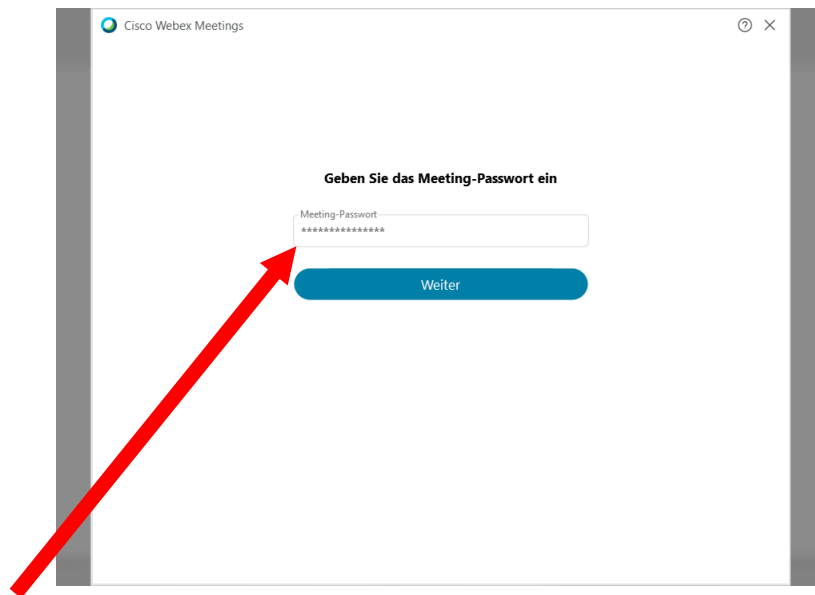 Cisco Webex Meetings
Geben Sie das Meeting-Passwort ein
Meeting-Passwort
***************
Weiter